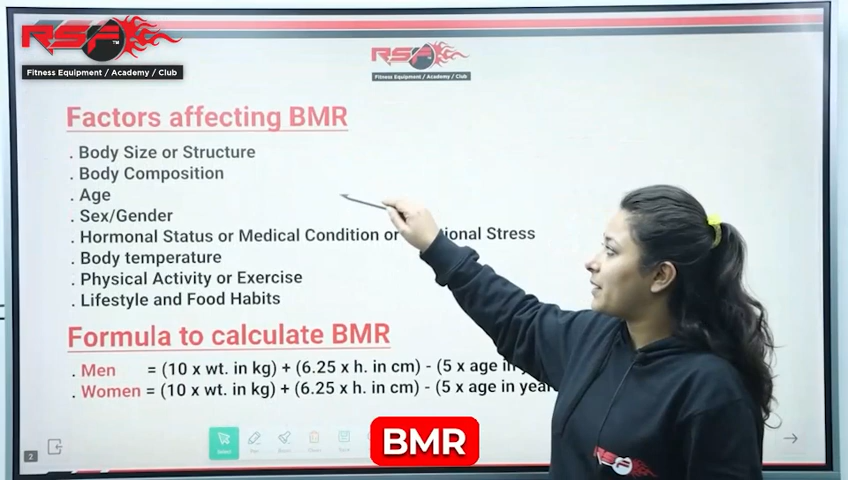 RSF™
Fitness Equipment / Academy / Club
RSF
Fitness Equipment / Academy / Club
Factors affecting BMR
. Body Size or Structure
. Body Composition
. Age
. Sex/Gender
. Hormonal Status or Medical Condition or ional Stress
. Body temperature
. Physical Activity or Exercise
. Lifestyle and Food Habits
Formula to calculate BMR
. Men = (10 x wt. in kg) + (6.25 x h. in cm) - (5 x age in y
. Women = (10 x wt. in kg) + (6.25 x h. in cm) - (5 x age in year
Select
2
BMR
RSF